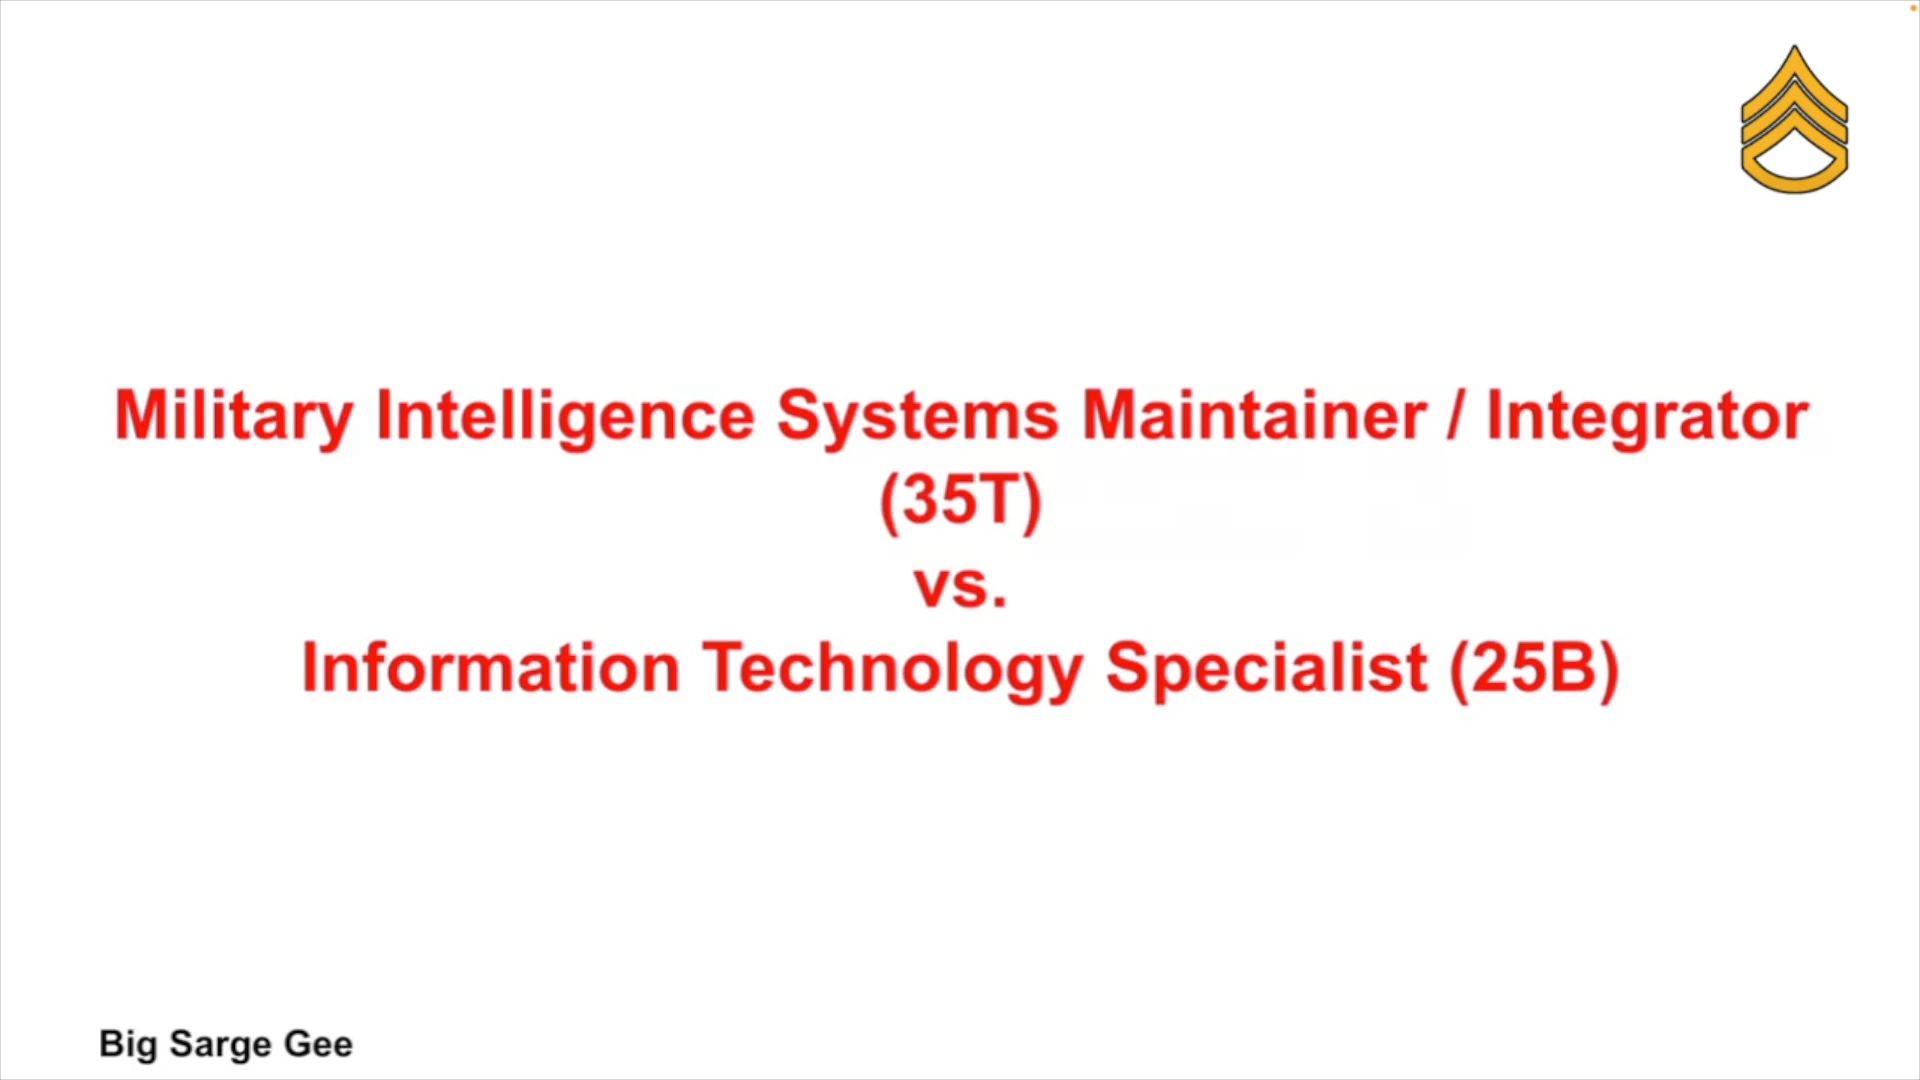 Military Intelligence Systems Maintainer / Integrator
(35T)
vs.
Information Technology Specialist (25B)
Big Sarge Gee